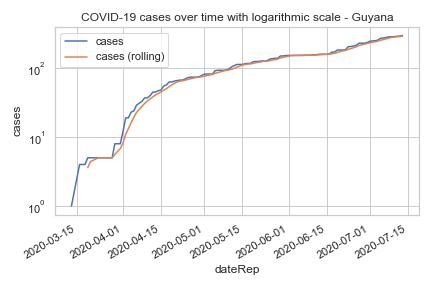 COVID-19 cases over time with logarithmic scale - Guyana
cases
cases (rolling)
cases
10²
10¹
10⁰
2020-03-15
2020-04-01
2020-04-15
2020-05-01
2020-05-15
2020-06-01
2020-06-15
2020-07-01
2020-07-15
dateRep